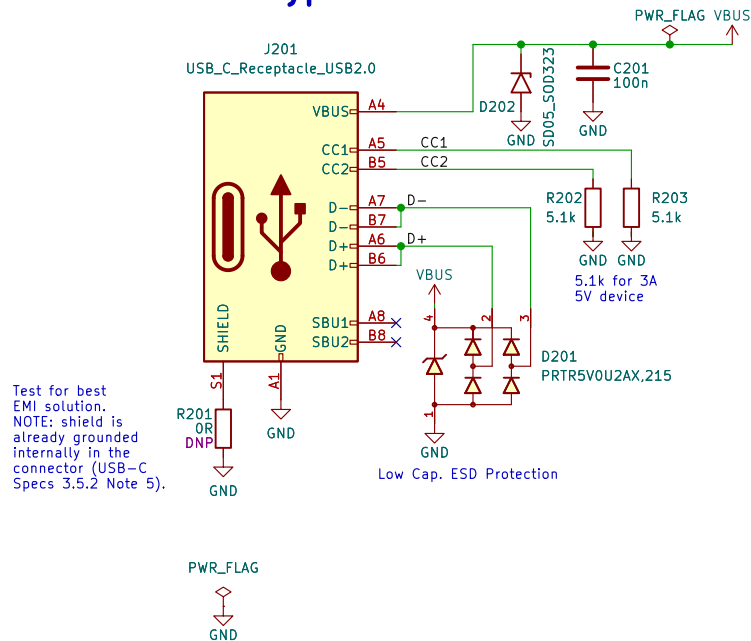 PWR_FLAG VBUS
J201
USB_C_Receptacle_USB2.0
VBUS A4
D202
SD05_SOD323
C201
100n
GND
GND
CC1 A5 CC1
CC2 B5 CC2
R202
5.1k
R203
5.1k
GND GND
5.1k for 3A
5V device
D- A7 D-
D- B7
D+ A6 D+
D+ B6
VBUS
SBU1 A8
SBU2 B8
SHIELD
GND
S1
A1
4
2
3
1
D201
PRTR5V0U2AX,215
GND
Low Cap. ESD Protection
Test for best
EMI solution.
NOTE: shield is
already grounded
internally in the
connector (USB-C
Specs 3.5.2 Note 5).
R201
0R
DNP
GND
GND
PWR_FLAG
GND